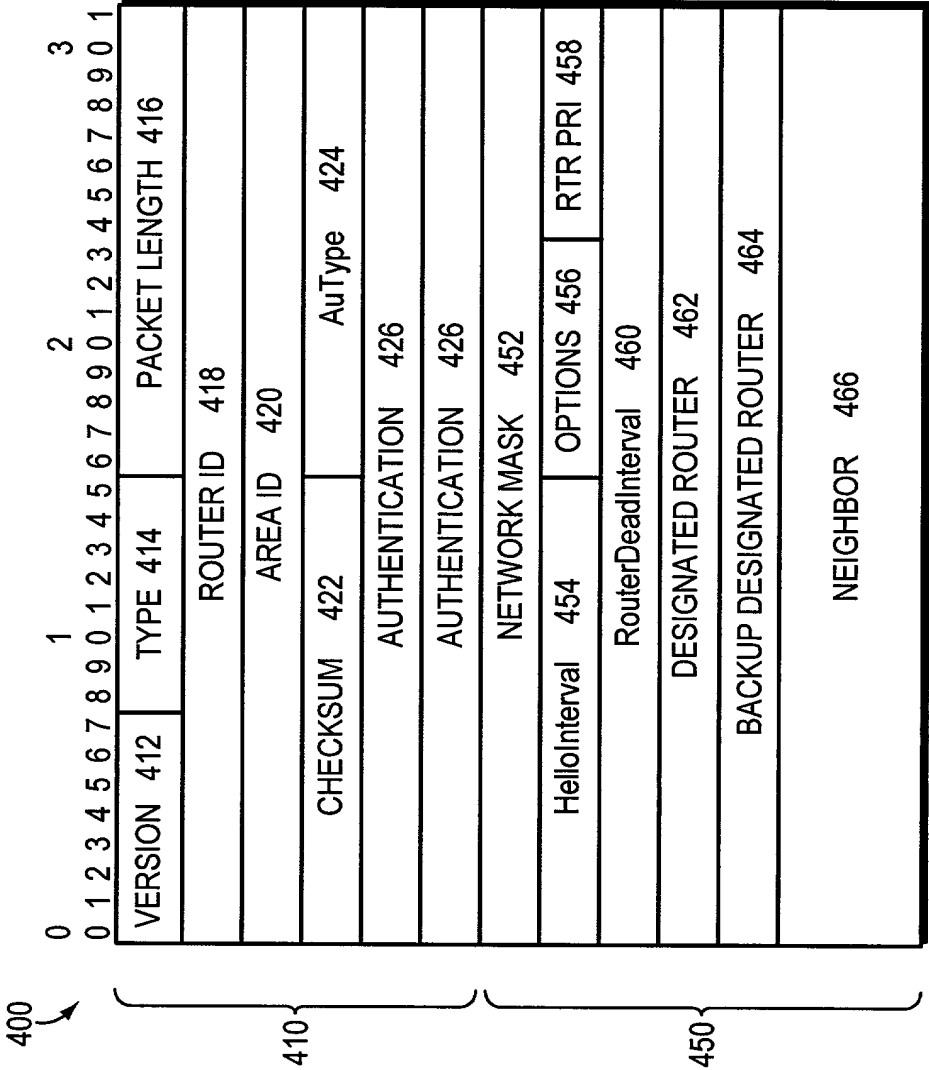 400
0 1 2 3
0 1 2 3 4 5 6 7 8 9 0 1 2 3 4 5 6 7 8 9 0 1 2 3 4 5 6 7 8 9 0 1
410
VERSION 412 TYPE 414 PACKET LENGTH 416
ROUTER ID 418
AREA ID 420
CHECKSUM 422 AuType 424
AUTHENTICATION 426
AUTHENTICATION 426
450
NETWORK MASK 452
HelloInterval 454 OPTIONS 456 RTR PRI 458
RouterDeadInterval 460
DESIGNATED ROUTER 462
BACKUP DESIGNATED ROUTER 464
NEIGHBOR 466